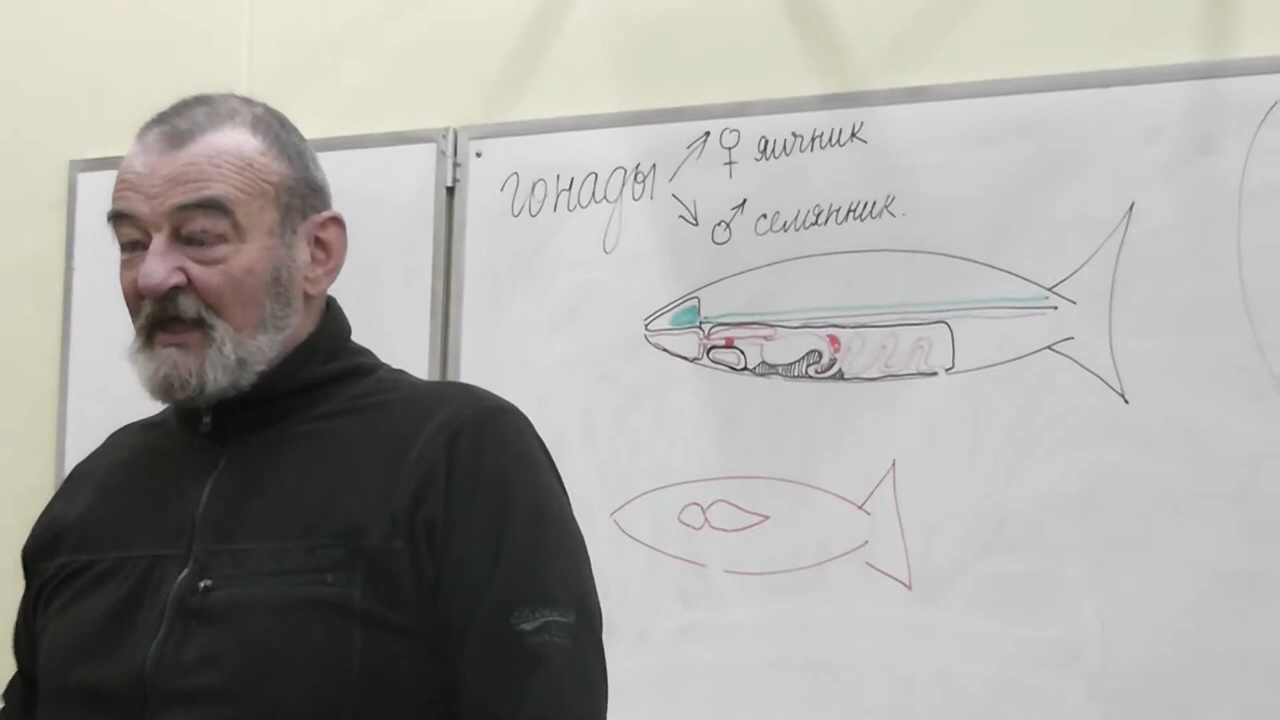 гонады ♀ яичник
♂ семянник.